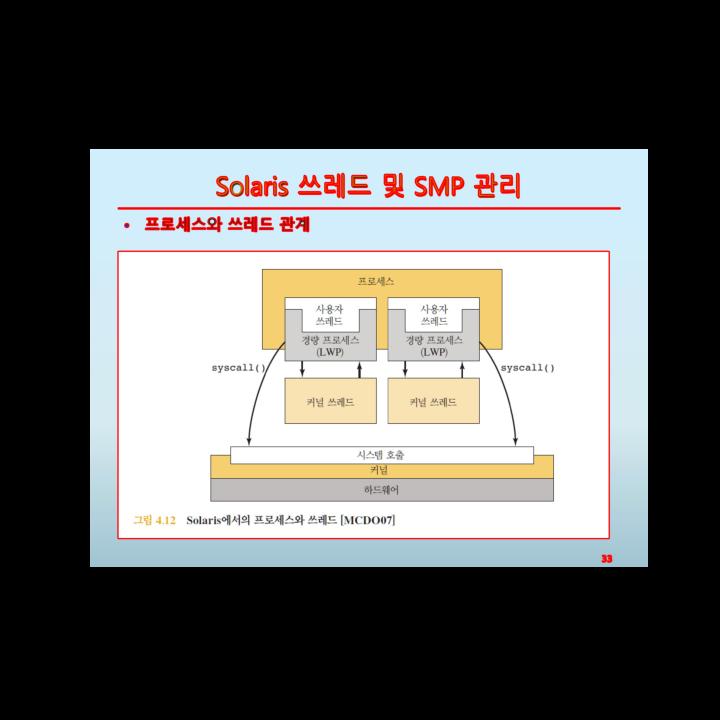 Solaris 쓰레드 및 SMP 관리
• 프로세스와 쓰레드 관계
프로세스
사용자
쓰레드
사용자
쓰레드
경량 프로세스
(LWP)
경량 프로세스
(LWP)
syscall()
syscall()
커널 쓰레드
커널 쓰레드
시스템 호출
커널
하드웨어
그림 4.12 Solaris에서의 프로세스와 쓰레드 [MCDO07]
33